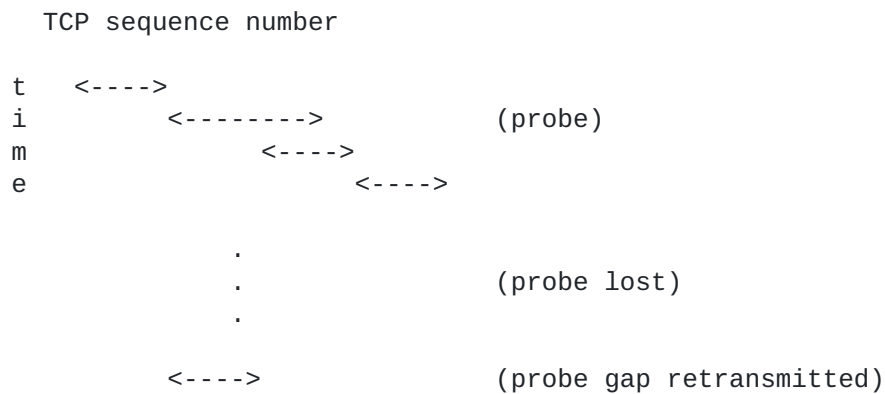 TCP sequence number
t   <---->
i         <-------->           (probe)
m               <---->
e                     <---->
.
.                (probe lost)
.
<---->               (probe gap retransmitted)